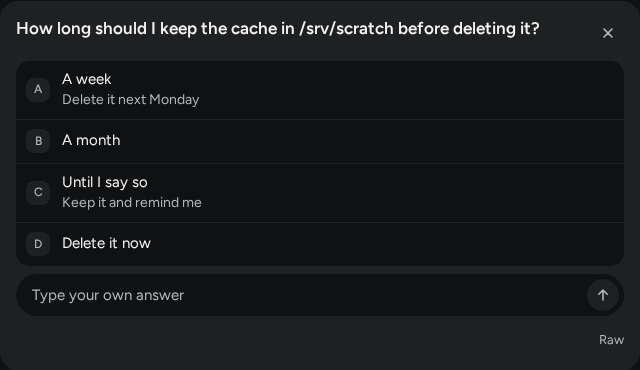 How long should I keep the cache in /srv/scratch before deleting it?
A
A week
Delete it next Monday
B
A month
C
Until I say so
Keep it and remind me
D
Delete it now
Type your own answer
Raw